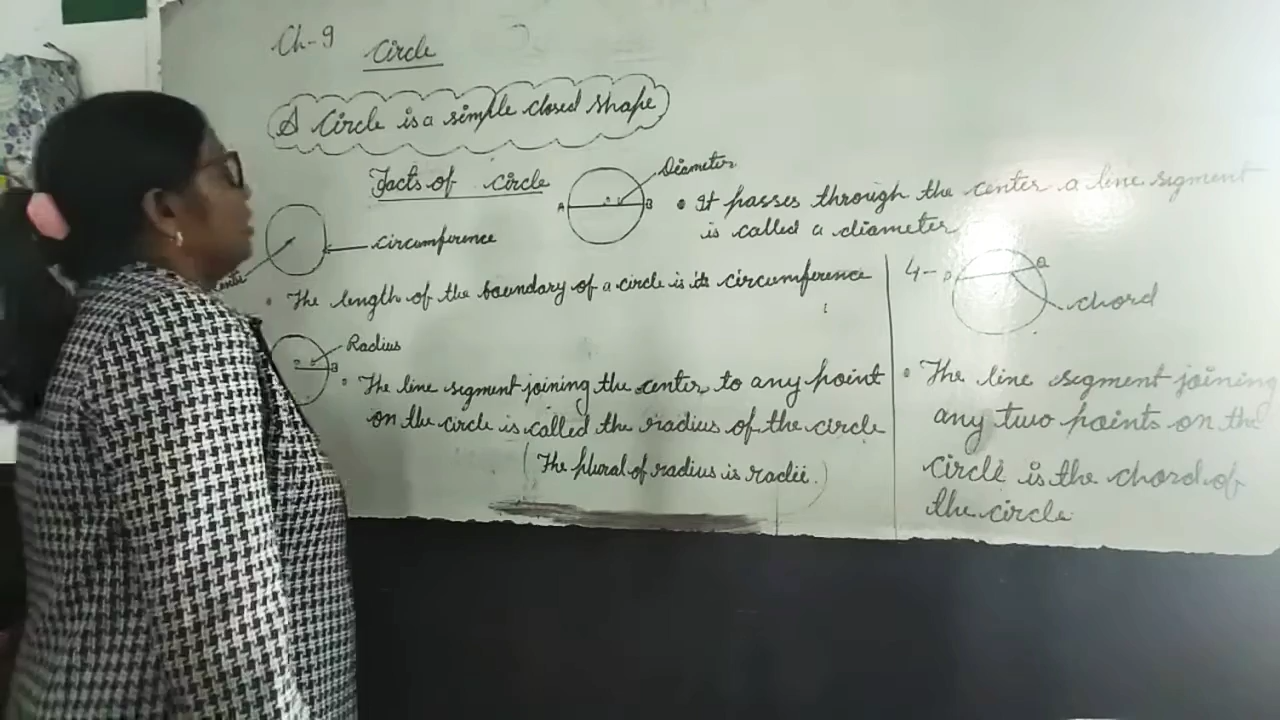 Ch-9
Circle
A Circle is a simple closed shape
Facts of circle
Diameter
A B
It passes through the center a line sigment
is called a diameter
circumference
The length of the boundary of a circle is its circumference
Radius
B
The line segment joining the center to any point
on the circle is called the radius of the circle
(The plural of radius is radii.)
4-
chord
The line segment joining
any two points on the
circle is the chord of
the circle